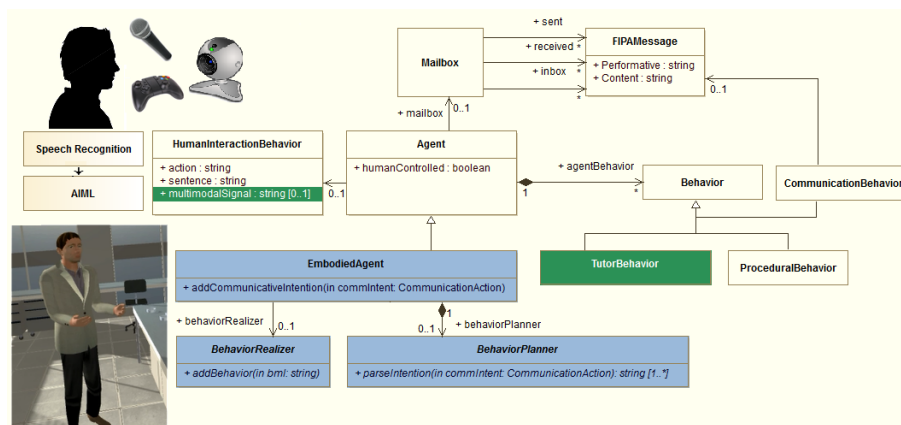 + sent
+ received *
+ inbox
*
*
Mailbox
FIPAMessage
+ Performative : string
+ Content : string
0..1
+ mailbox
0..1
Speech Recognition
AIML
HumanInteractionBehavior
+ action : string
+ sentence : string
+ multimodalSignal : string [0..1]
0..1
Agent
+ humanControlled : boolean
1
+ agentBehavior
*
Behavior
CommunicationBehavior
TutorBehavior
ProceduralBehavior
EmbodiedAgent
+ addCommunicativeIntention(in commIntent: CommunicationAction)
+ behaviorRealizer
0..1
1
0..1
+ behaviorPlanner
BehaviorRealizer
+ addBehavior(in bml: string)
BehaviorPlanner
+ parseIntention(in commIntent: CommunicationAction): string [1..*]